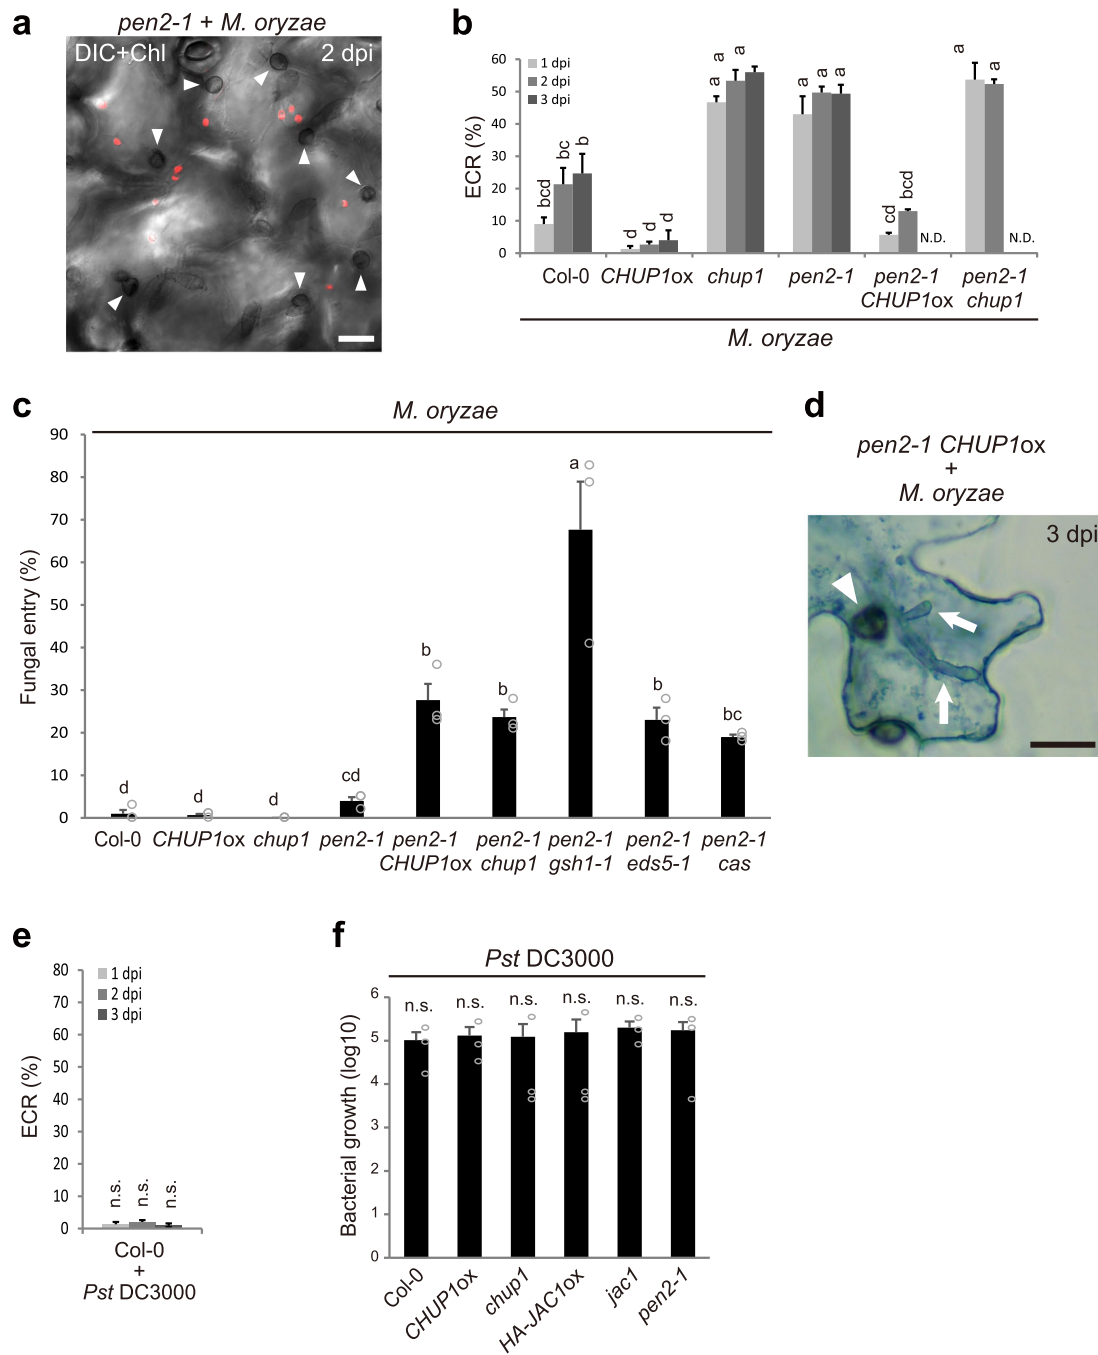 a
pen2-1 + M. oryzae
DIC+Chl
2 dpi
b
60
50
40
30
20
10
0
ECR (%)
1 dpi
2 dpi
3 dpi
bcd
bc
b
d
d
d
a
a
a
a
a
a
cd
bcd
N.D.
a
a
N.D.
Col-0
CHUP1ox
chup1
pen2-1
pen2-1
CHUP1ox
pen2-1
chup1
M. oryzae
c
M. oryzae
90
80
70
60
50
40
30
20
10
0
Fungal entry (%)
d
d
d
cd
b
b
a
b
bc
Col-0
CHUP1ox
chup1
pen2-1
pen2-1
CHUP1ox
pen2-1
chup1
pen2-1
gsh1-1
pen2-1
eds5-1
pen2-1
cas
d
pen2-1 CHUP1ox
+
M. oryzae
3 dpi
e
80
70
60
50
40
30
20
10
0
ECR (%)
1 dpi
2 dpi
3 dpi
n.s.
n.s.
n.s.
Col-0
+
Pst DC3000
f
Pst DC3000
6
5
4
3
2
1
0
Bacterial growth (log10)
n.s.
n.s.
n.s.
n.s.
n.s.
n.s.
Col-0
CHUP1ox
chup1
HA-JAC1ox
jac1
pen2-1